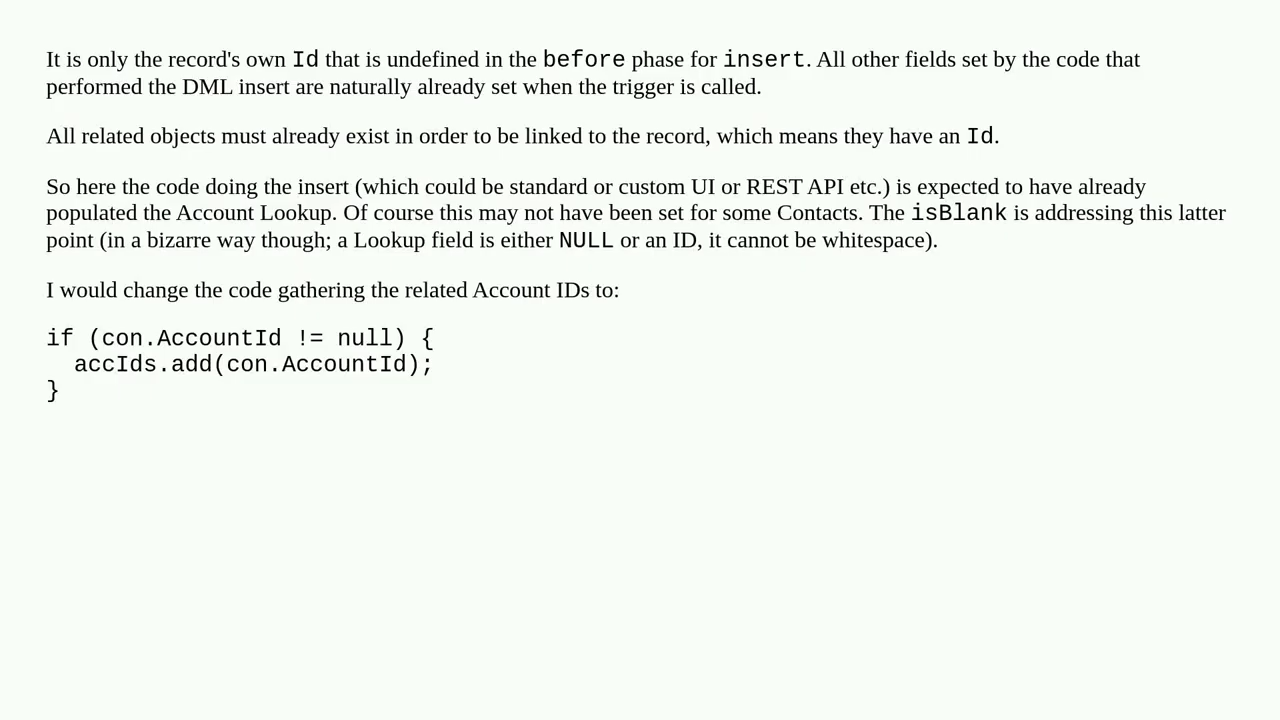 It is only the record's own Id that is undefined in the before phase for insert. All other fields set by the code that
performed the DML insert are naturally already set when the trigger is called.
All related objects must already exist in order to be linked to the record, which means they have an Id.
So here the code doing the insert (which could be standard or custom UI or REST API etc.) is expected to have already
populated the Account Lookup. Of course this may not have been set for some Contacts. The isBlank is addressing this latter
point (in a bizarre way though; a Lookup field is either NULL or an ID, it cannot be whitespace).
I would change the code gathering the related Account IDs to:
if (con.AccountId != null) {
  accIds.add(con.AccountId);
}